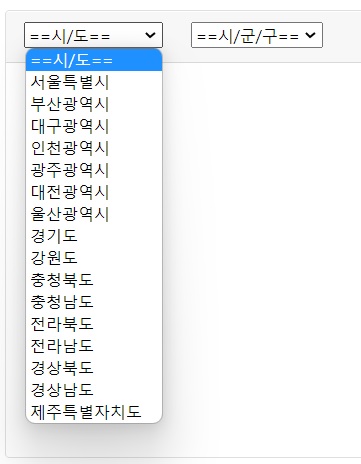 ==시/도== ==시/군/구==
==시/도==
서울특별시
부산광역시
대구광역시
인천광역시
광주광역시
대전광역시
울산광역시
경기도
강원도
충청북도
충청남도
전라북도
전라남도
경상북도
경상남도
제주특별자치도